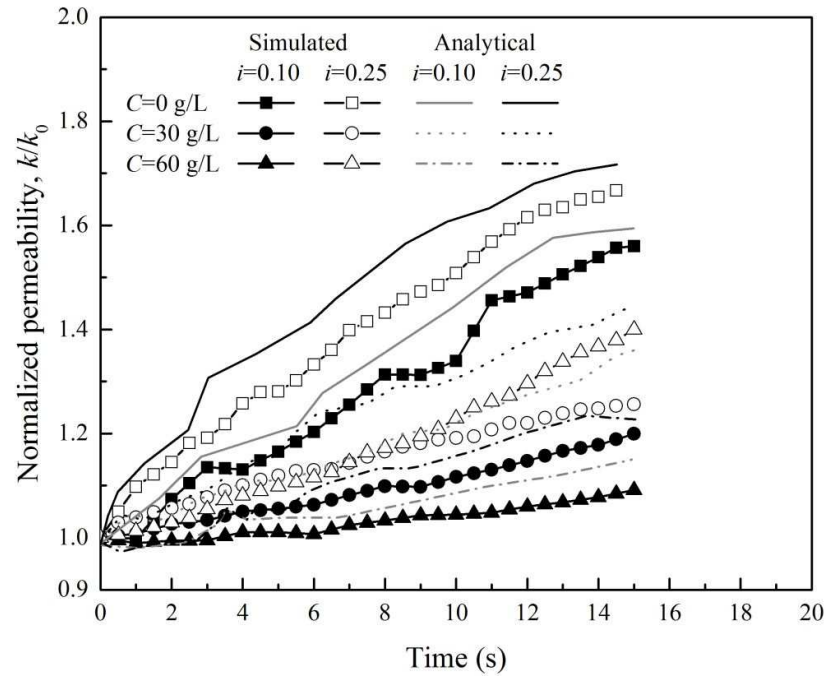 2.0
1.8
1.6
1.4
1.2
1.0
0.9
Normalized permeability, k/k₀
Simulated Analytical
i=0.10 i=0.25 i=0.10 i=0.25
C=0 g/L
C=30 g/L
C=60 g/L
0 2 4 6 8 10 12 14 16 18 20
Time (s)